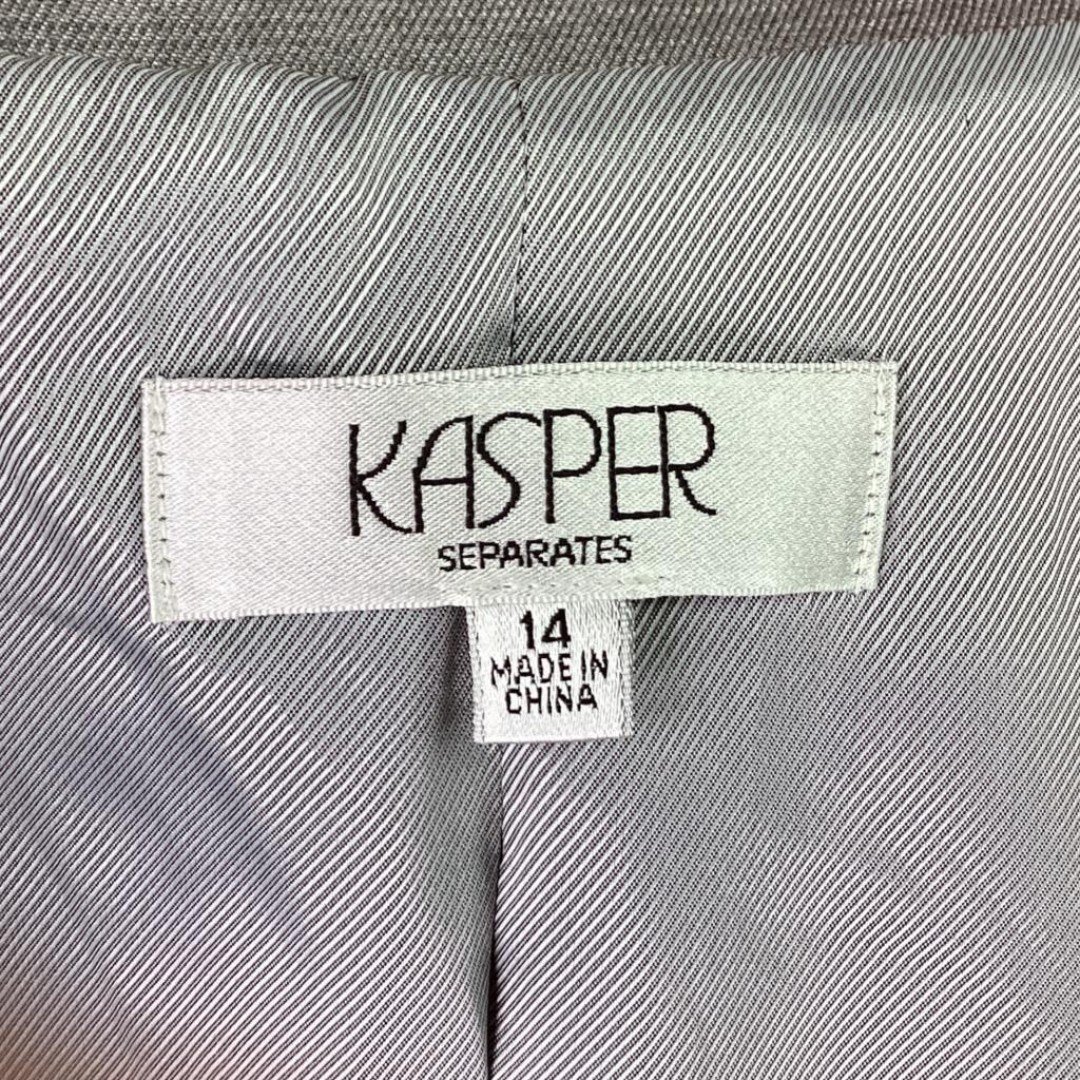 KASPER
SEPARATES
14
MADE IN
CHINA